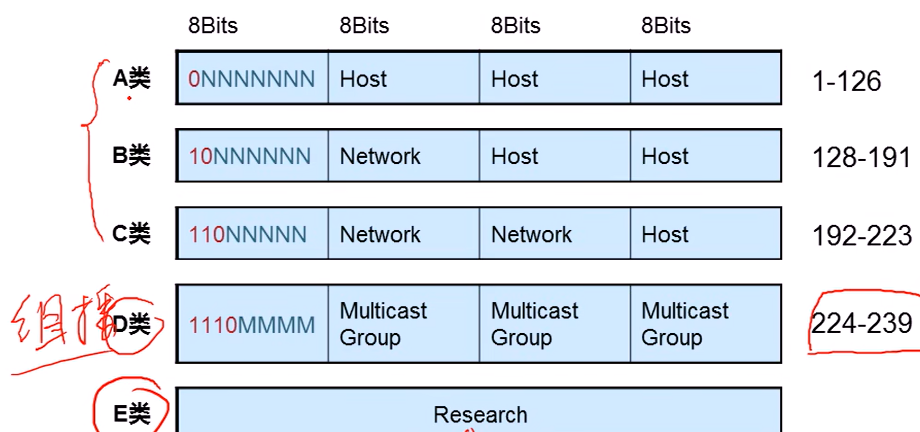 8Bits 8Bits 8Bits 8Bits
A类 0NNNNNNN Host Host Host 1-126
B类 10NNNNNN Network Host Host 128-191
C类 110NNNNN Network Network Host 192-223
组播 D类 1110MMMM Multicast Group Multicast Group Multicast Group 224-239
E类 Research